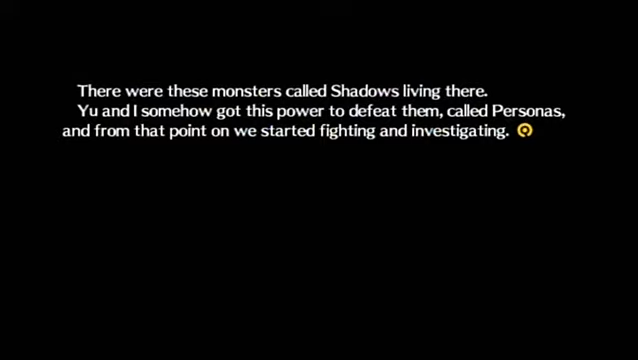 There were these monsters called Shadows living there.
Yu and I somehow got this power to defeat them, called Personas,
and from that point on we started fighting and investigating.